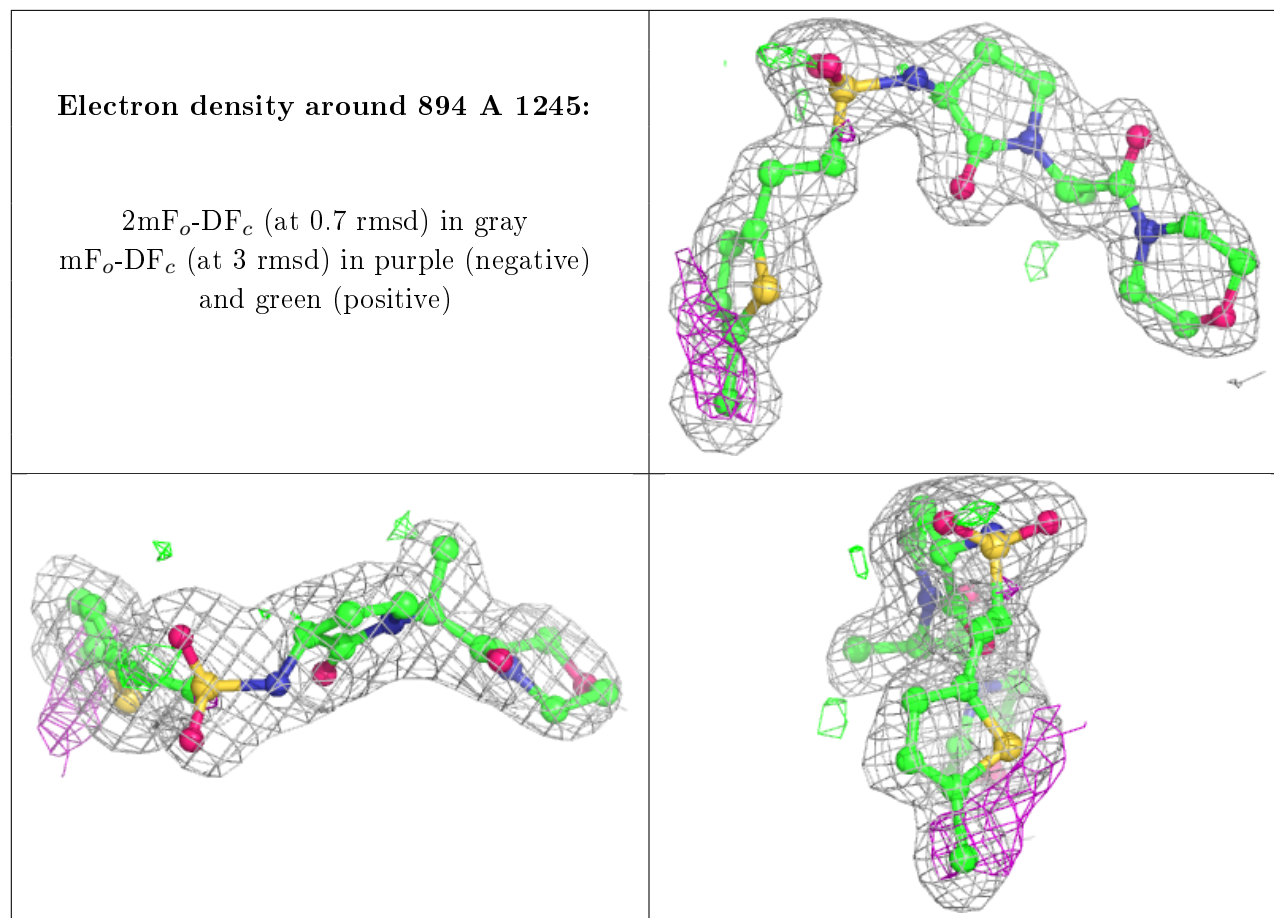 Electron density around 894 A 1245:
2mFo-DFc (at 0.7 rmsd) in gray
mFo-DFc (at 3 rmsd) in purple (negative)
and green (positive)